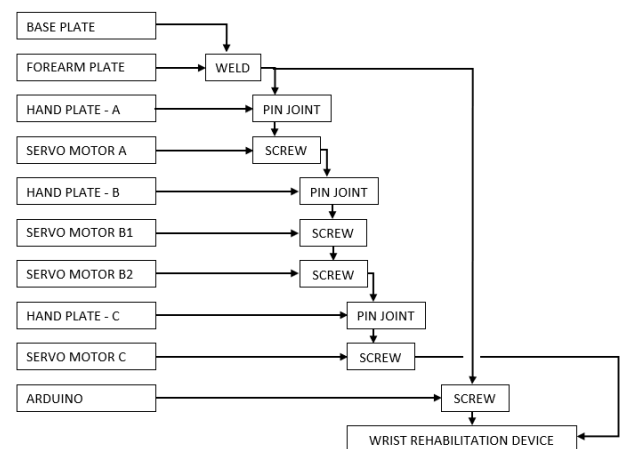 BASE PLATE
FOREARM PLATE
WELD
HAND PLATE - A
PIN JOINT
SERVO MOTOR A
SCREW
HAND PLATE - B
PIN JOINT
SERVO MOTOR B1
SCREW
SERVO MOTOR B2
SCREW
HAND PLATE - C
PIN JOINT
SERVO MOTOR C
SCREW
ARDUINO
SCREW
WRIST REHABILITATION DEVICE